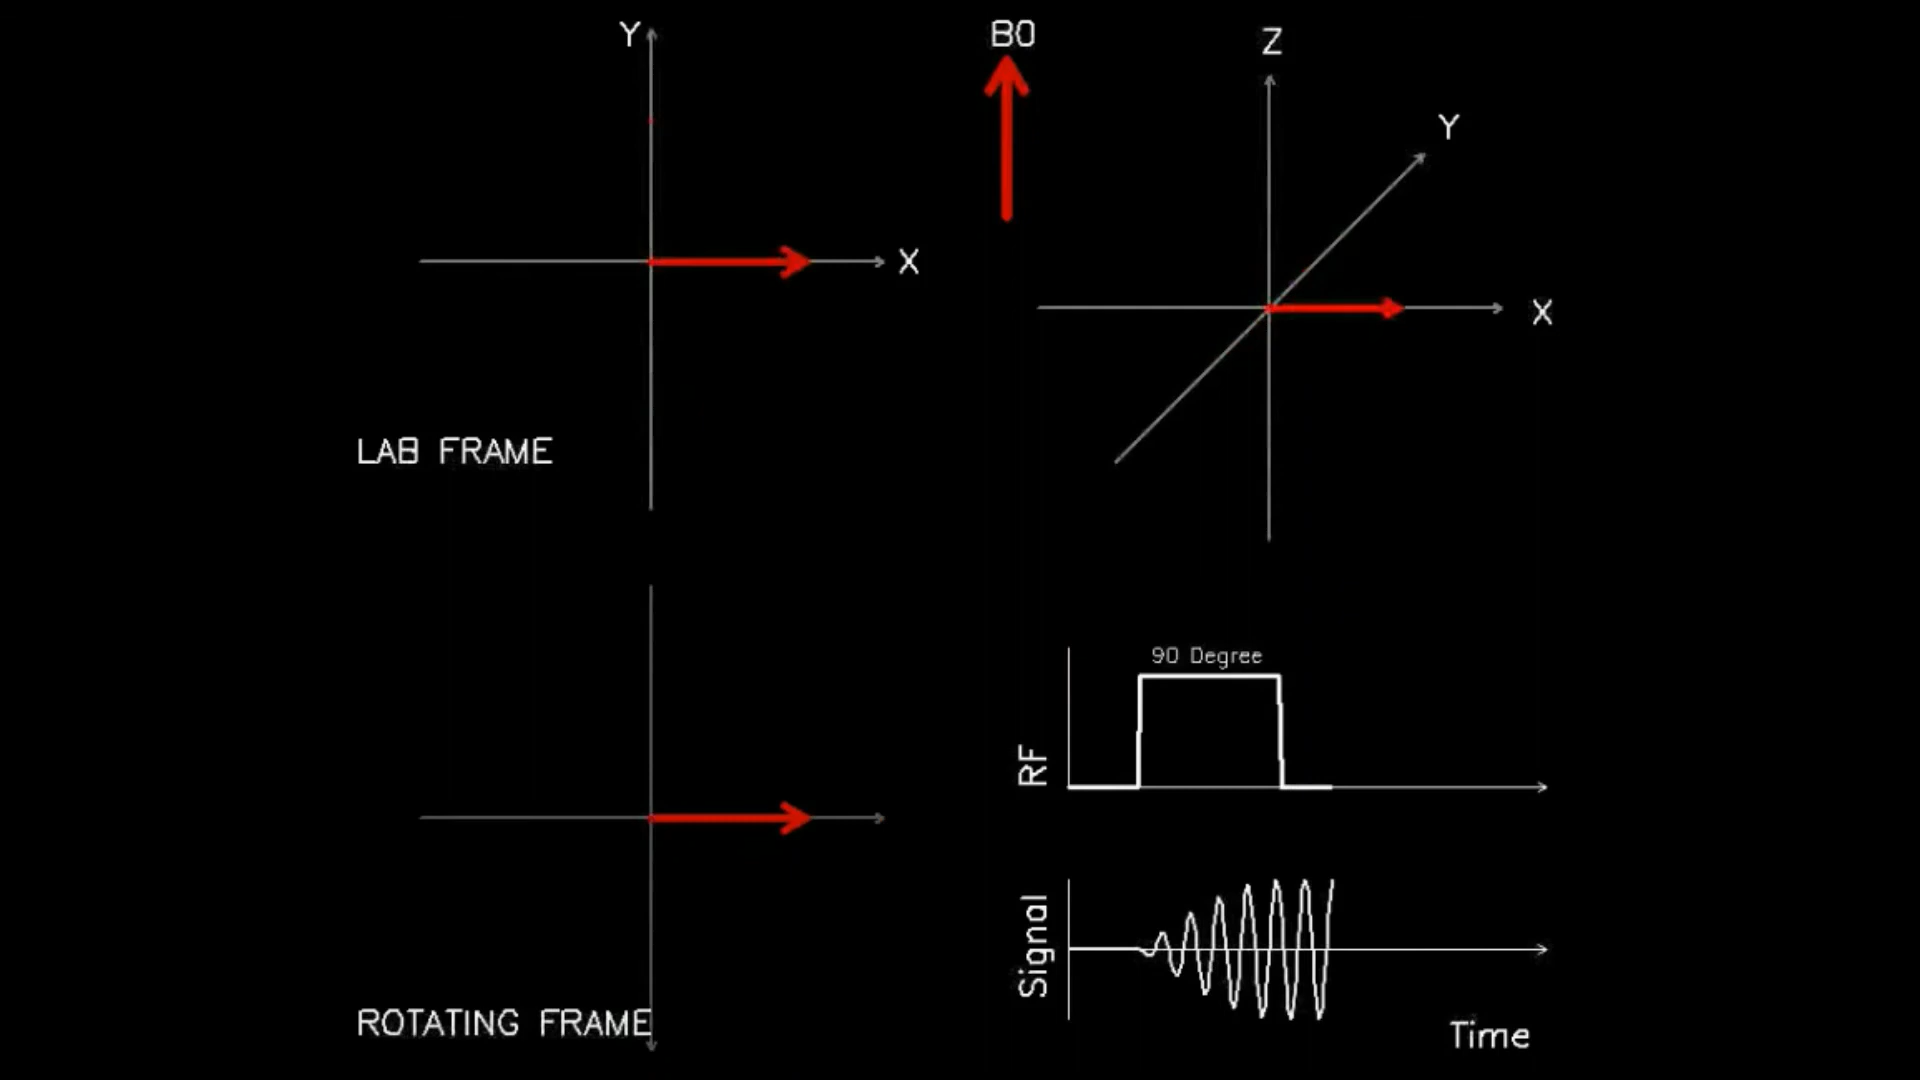 Y
X
LAB FRAME
B0
Z
Y
X
ROTATING FRAME
90 Degree
RF
Signal
Time